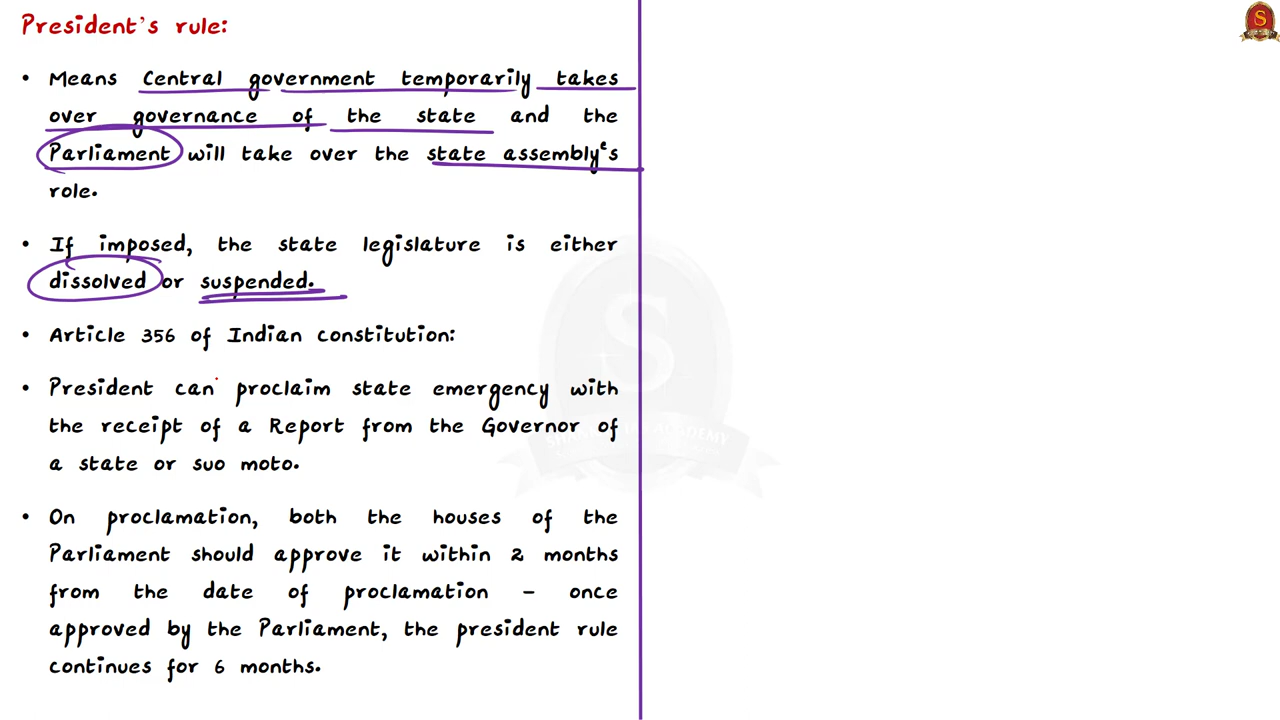 President's rule:
• Means Central government temporarily takes
over governance of the state and the
Parliament will take over the state assembly's
role.
• If imposed, the state legislature is either
dissolved or suspended.
• Article 356 of Indian constitution:
• President can proclaim state emergency with
the receipt of a Report from the Governor of
a state or suo moto.
• On proclamation, both the houses of the
Parliament should approve it within 2 months
from the date of proclamation – once
approved by the Parliament, the president rule
continues for 6 months.
S
S
ACADEMY